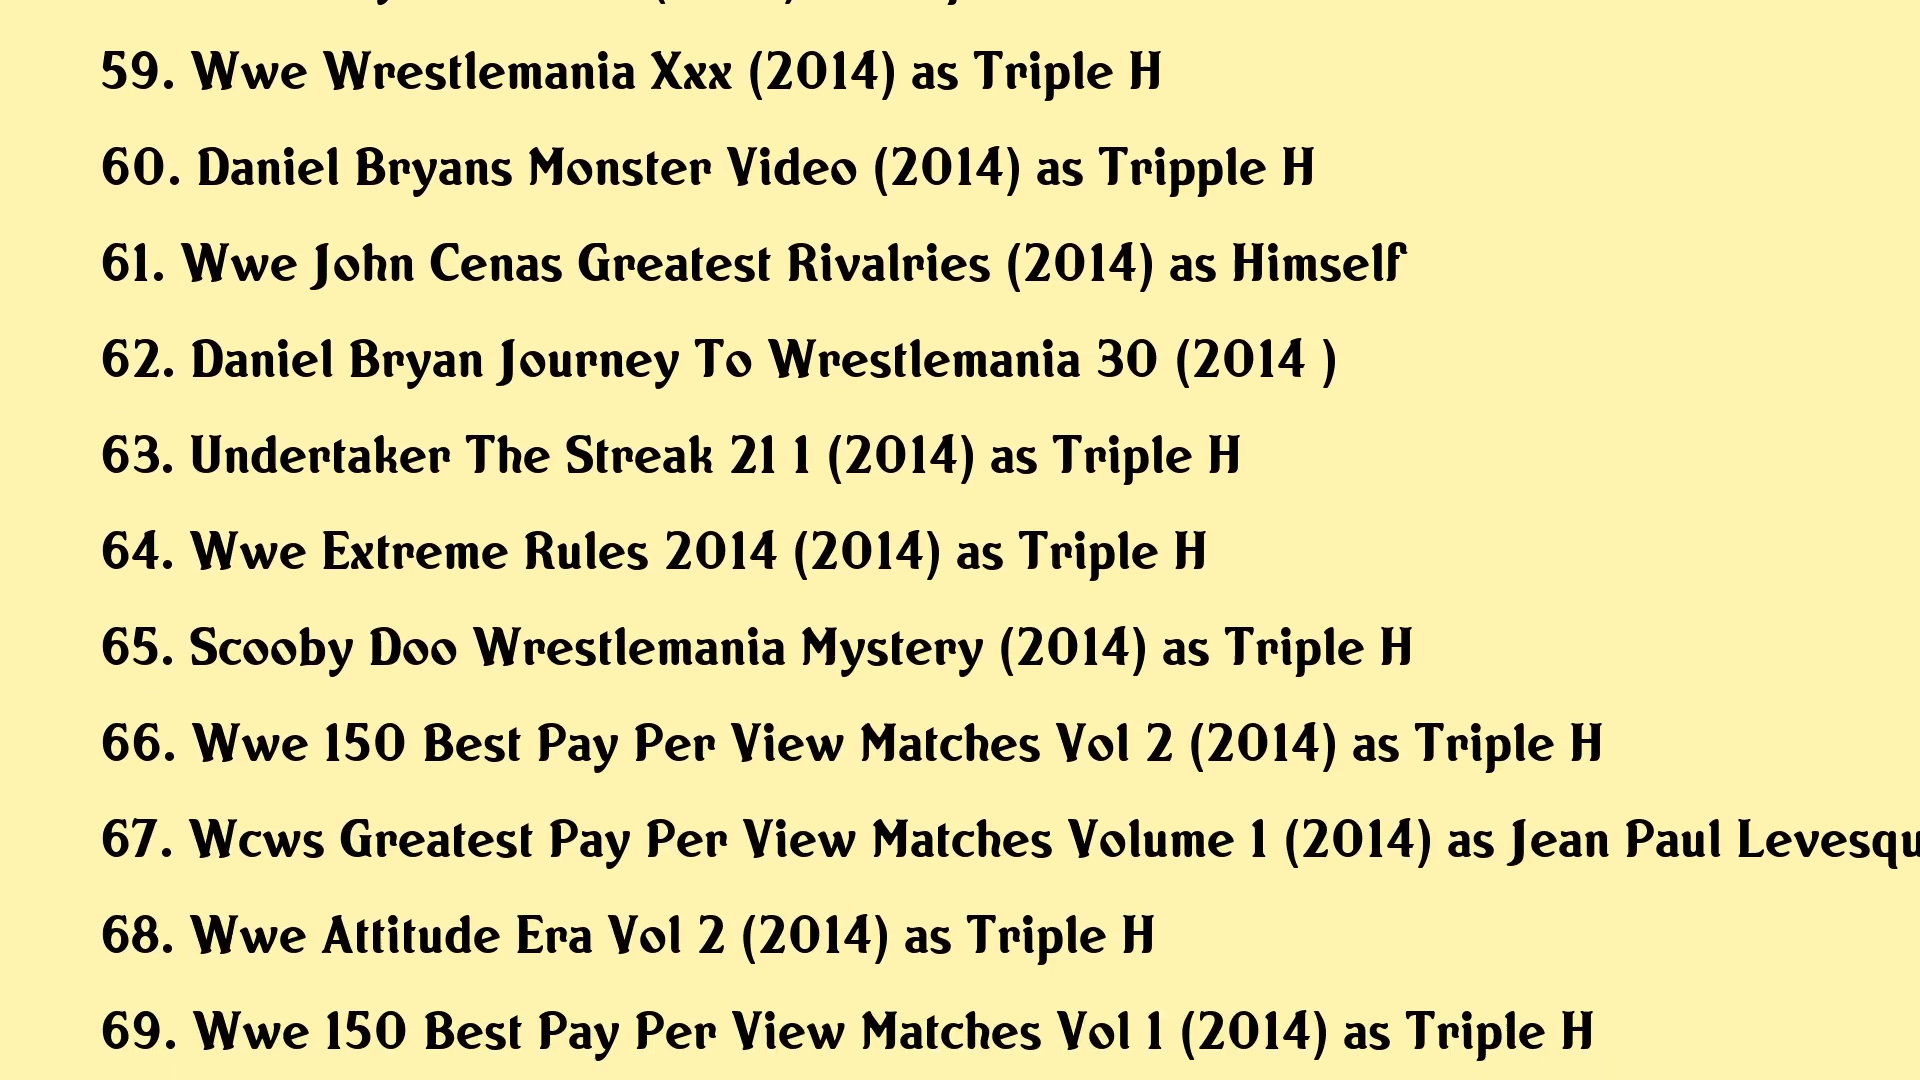 59. Wwe Wrestlemania Xxx (2014) as Triple H
60. Daniel Bryans Monster Video (2014) as Tripple H
61. Wwe John Cenas Greatest Rivalries (2014) as Himself
62. Daniel Bryan Journey To Wrestlemania 30 (2014 )
63. Undertaker The Streak 21 1 (2014) as Triple H
64. Wwe Extreme Rules 2014 (2014) as Triple H
65. Scooby Doo Wrestlemania Mystery (2014) as Triple H
66. Wwe 150 Best Pay Per View Matches Vol 2 (2014) as Triple H
67. Wcws Greatest Pay Per View Matches Volume 1 (2014) as Jean Paul Levesqu
68. Wwe Attitude Era Vol 2 (2014) as Triple H
69. Wwe 150 Best Pay Per View Matches Vol 1 (2014) as Triple H